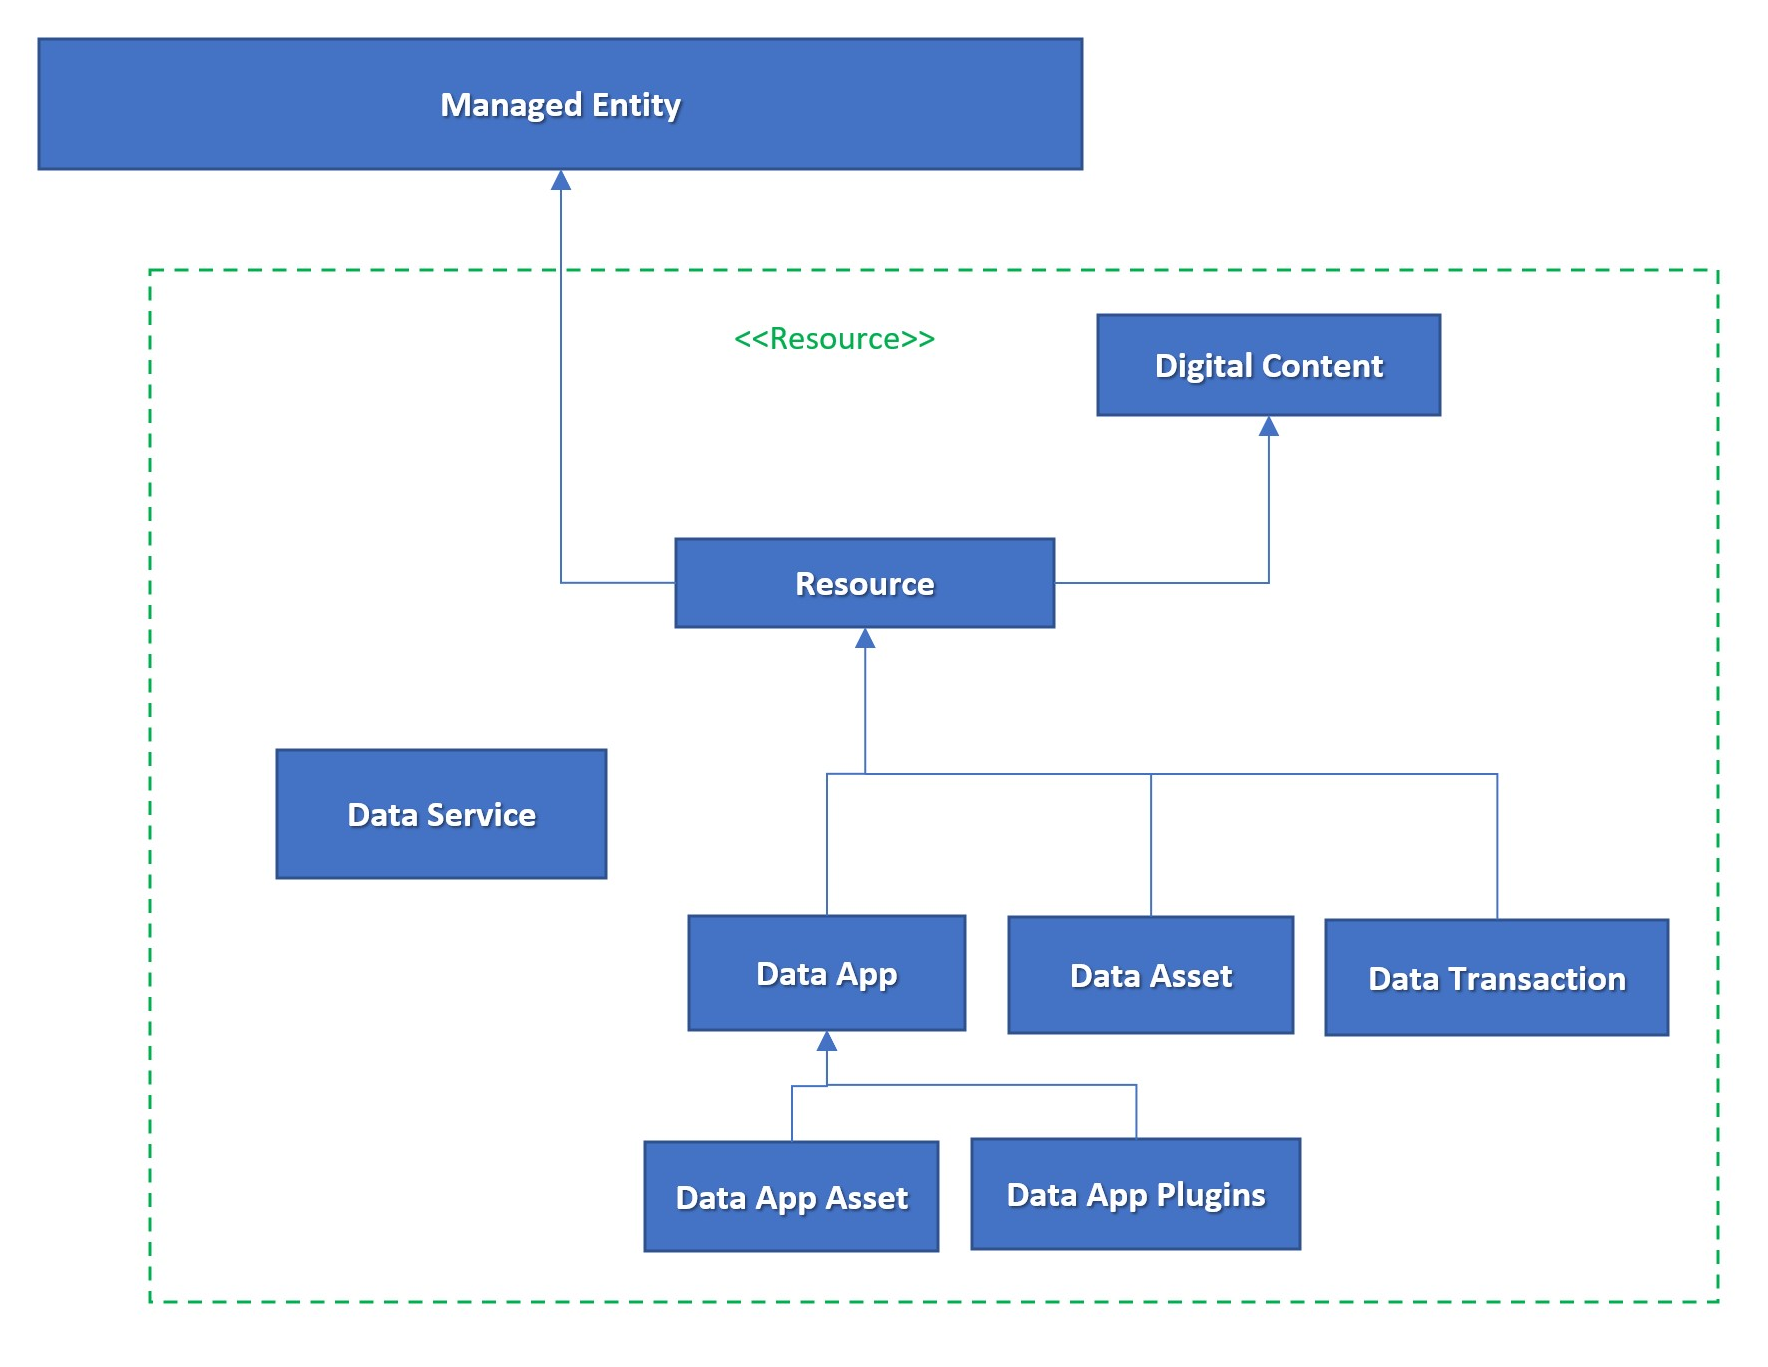 Managed Entity
<<Resource>>
Digital Content
Resource
Data Service
Data App
Data Asset
Data Transaction
Data App Asset
Data App Plugins